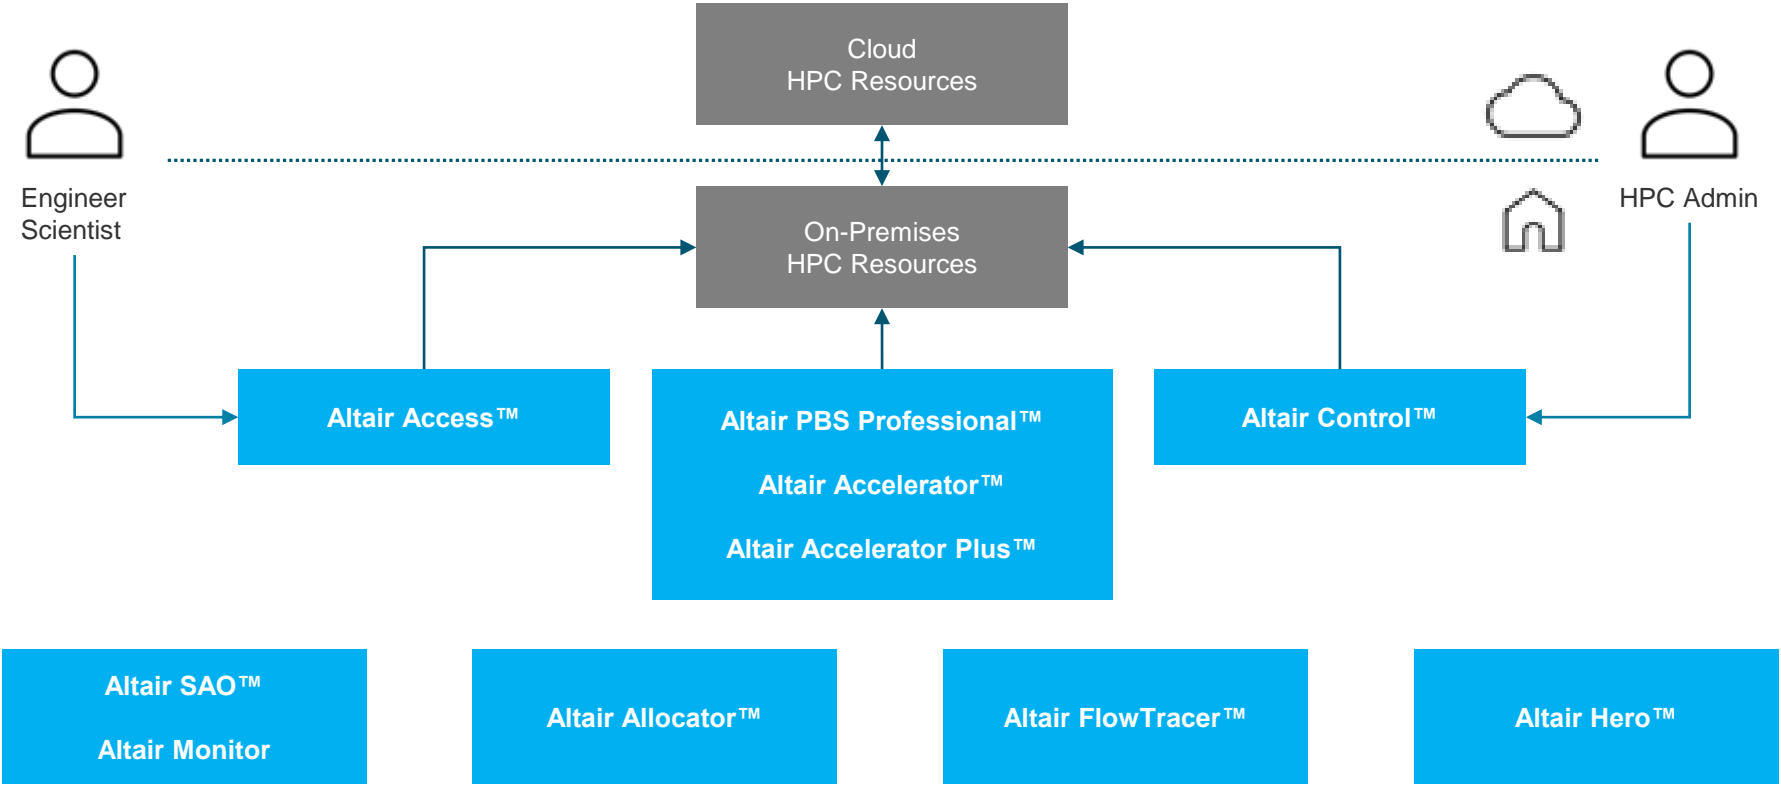 Cloud
HPC Resources
Engineer
Scientist
HPC Admin
On-Premises
HPC Resources
Altair Access™
Altair PBS Professional™
Altair Accelerator™
Altair Accelerator Plus™
Altair Control™
Altair SAO™
Altair Monitor
Altair Allocator™
Altair FlowTracer™
Altair Hero™